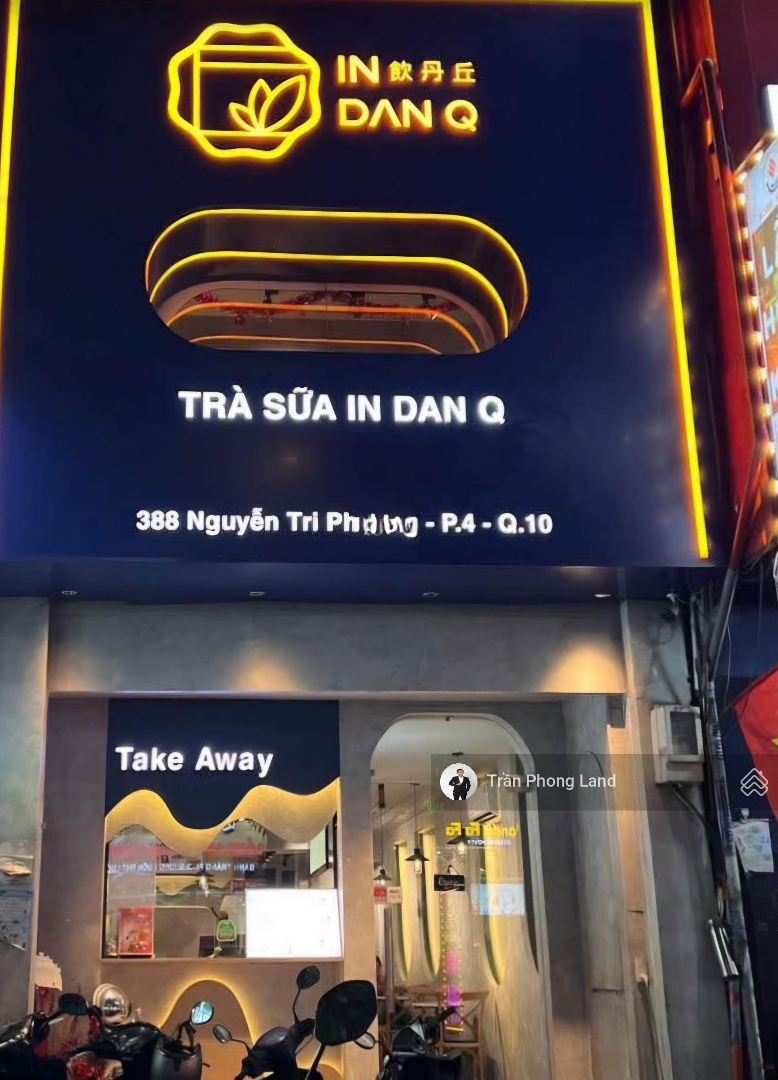 IN 飲丹丘
DAN Q
TRÀ SỮA IN DAN Q
388 Nguyễn Tri Phương - P.4 - Q.10
Take Away
Trần Phong Land